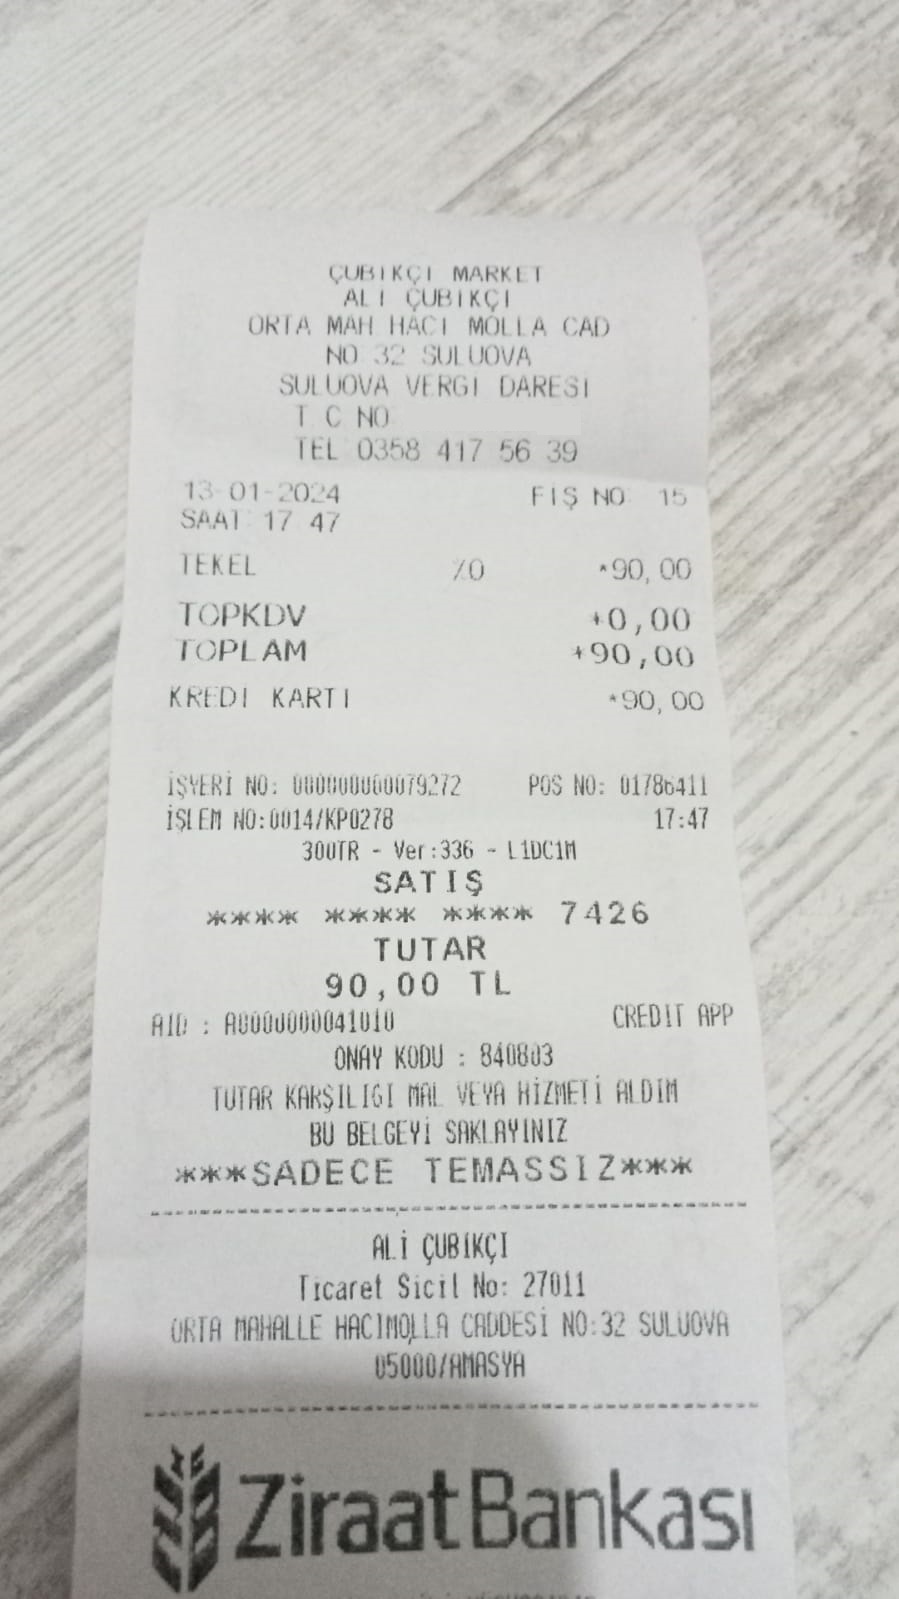 ÇUBIKÇI MARKET
ALİ ÇUBIKÇI
ORTA MAH HACI MOLLA CAD
NO 32 SULUOVA
SULUOVA VERGİ DARESİ
T C NO
TEL 0358 417 56 39
13-01-2024 FİŞ NO 15
SAAT 17 47
TEKEL %0 *90,00
TOPKDV *0,00
TOPLAM *90,00
KREDİ KARTI *90,00
İŞYERİ NO: 000000000079272 POS NO: 01786411
İŞLEM NO:0014/KP0278 17:47
300TR - Ver:336 - L1DC1M
SATIŞ
**** **** **** 7426
TUTAR
90,00 TL
AID : A0000000041010 CREDIT APP
ONAY KODU : 840803
TUTAR KARŞILIGI MAL VEYA HİZMETİ ALDIM
BU BELGEYİ SAKLAYINIZ
***SADECE TEMASSIZ***
ALİ ÇUBIKÇI
Ticaret Sicil No: 27011
ORTA MAHALLE HACIMOLLA CADDESİ NO:32 SULUOVA
05000/AMASYA
Ziraat Bankası